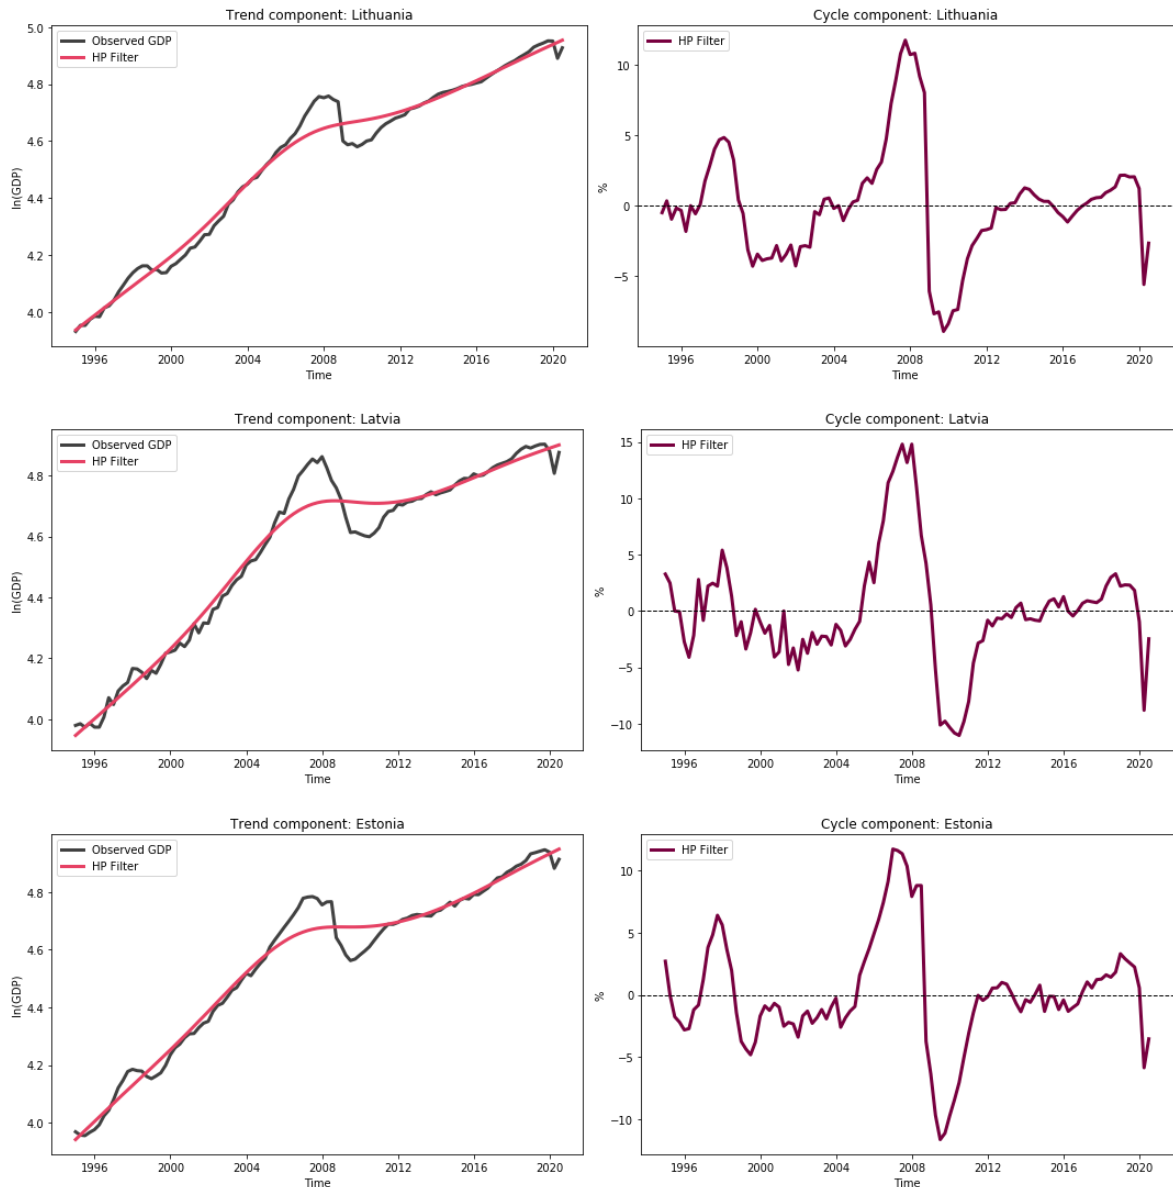 Trend component: Lithuania
Observed GDP
HP Filter
ln(GDP)
5.0
4.8
4.6
4.4
4.2
4.0
1996 2000 2004 2008 2012 2016 2020
Time
Cycle component: Lithuania
HP Filter
%
10
5
0
−5
1996 2000 2004 2008 2012 2016 2020
Time
Trend component: Latvia
Observed GDP
HP Filter
ln(GDP)
4.8
4.6
4.4
4.2
4.0
1996 2000 2004 2008 2012 2016 2020
Time
Cycle component: Latvia
HP Filter
%
15
10
5
0
−5
−10
1996 2000 2004 2008 2012 2016 2020
Time
Trend component: Estonia
Observed GDP
HP Filter
ln(GDP)
4.8
4.6
4.4
4.2
4.0
1996 2000 2004 2008 2012 2016 2020
Time
Cycle component: Estonia
HP Filter
%
10
5
0
−5
−10
1996 2000 2004 2008 2012 2016 2020
Time